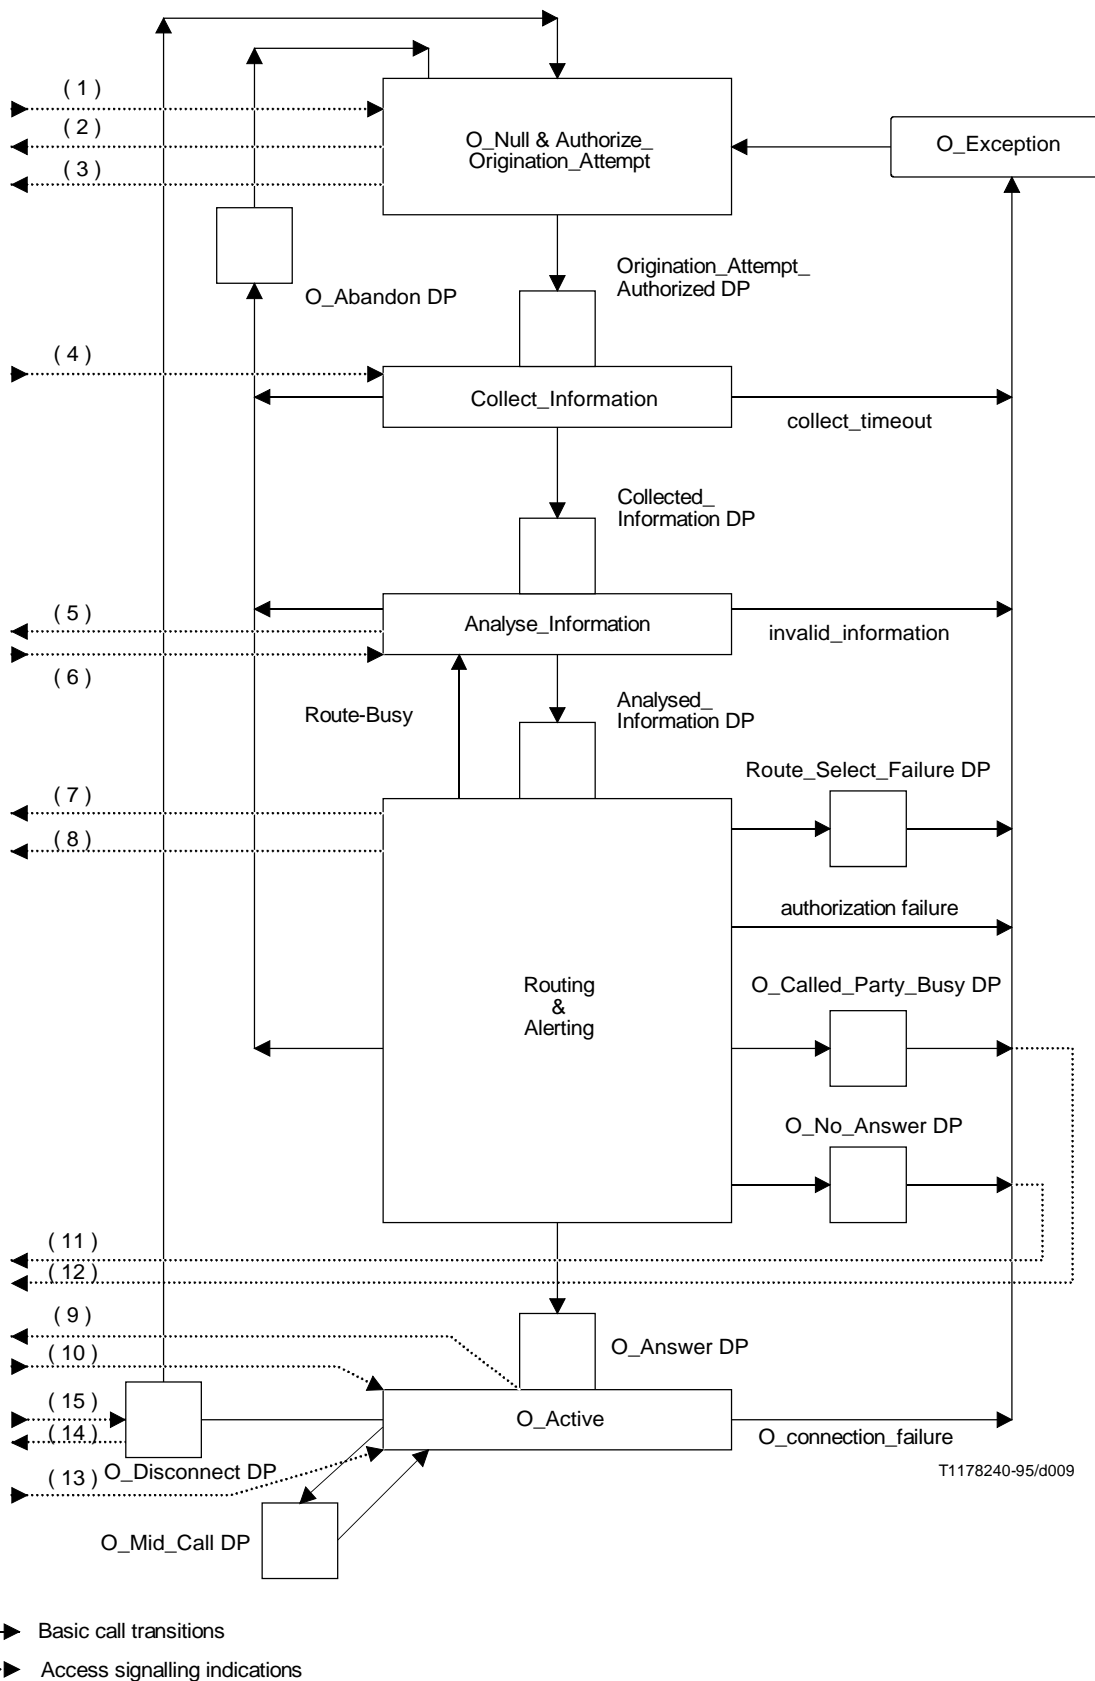 ( 1 )
( 2 )
( 3 )
O_Null & Authorize_
Origination_Attempt
O_Exception
Origination_Attempt_
Authorized DP
O_Abandon DP
( 4 )
Collect_Information
collect_timeout
Collected_
Information DP
( 5 )
Analyse_Information
invalid_information
( 6 )
Route-Busy
Analysed_
Information DP
Route_Select_Failure DP
( 7 )
( 8 )
authorization failure
O_Called_Party_Busy DP
Routing
&
Alerting
O_No_Answer DP
( 11 )
( 12 )
( 9 )
O_Answer DP
( 10 )
( 15 )
O_Active
( 14 )
O_connection_failure
O_Disconnect DP
( 13 )
T1178240-95/d009
O_Mid_Call DP
Basic call transitions
Access signalling indications